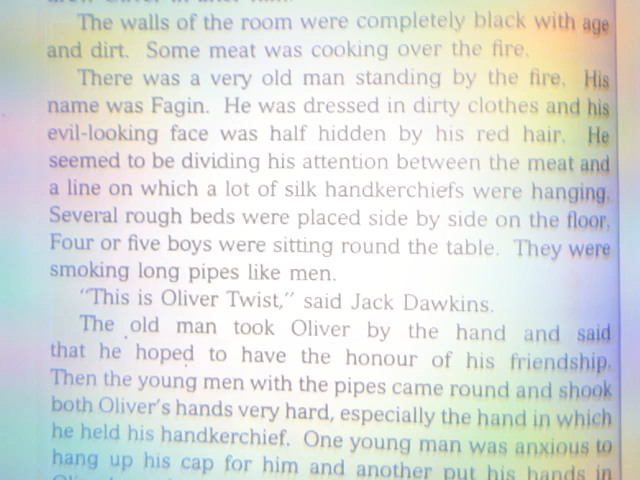 The walls of the room were completely black with age
and dirt. Some meat was cooking over the fire.
There was a very old man standing by the fire. His
name was Fagin. He was dressed in dirty clothes and his
evil-looking face was half hidden by his red hair. He
seemed to be dividing his attention between the meat and
a line on which a lot of silk handkerchiefs were hanging.
Several rough beds were placed side by side on the floor.
Four or five boys were sitting round the table. They were
smoking long pipes like men.
"This is Oliver Twist," said Jack Dawkins.
The old man took Oliver by the hand and said
that he hoped to have the honour of his friendship.
Then the young men with the pipes came round and shook
both Oliver's hands very hard, especially the hand in which
he held his handkerchief. One young man was anxious to
hang up his cap for him and another put his hands in